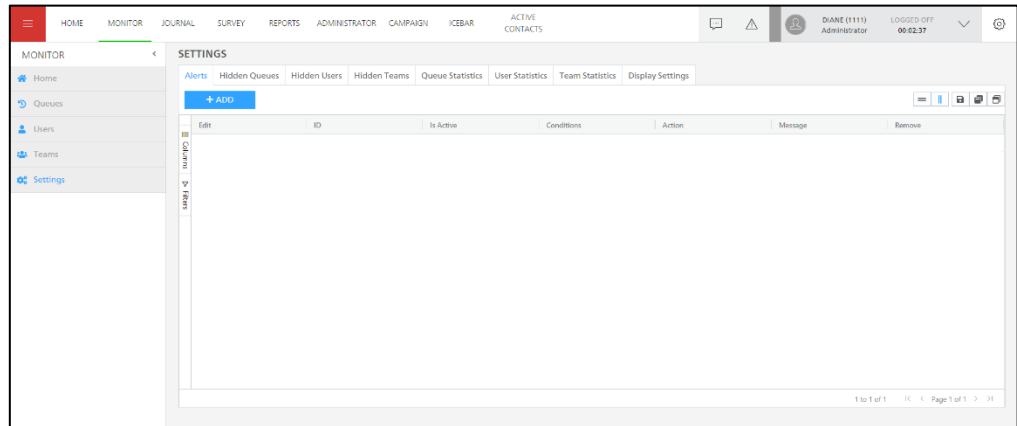 HOME MONITOR JOURNAL SURVEY REPORTS ADMINISTRATOR CAMPAIGN ICEBAR ACTIVE CONTACTS DIANE (1111) Administrator LOGGED OFF 00:02:37
MONITOR
Home
Queues
Users
Teams
Settings
SETTINGS
Alerts Hidden Queues Hidden Users Hidden Teams Queue Statistics User Statistics Team Statistics Display Settings
+ ADD
Edit ID Is Active Conditions Action Message Remove
Columns
Filters
1 to 1 of 1 Page 1 of 1